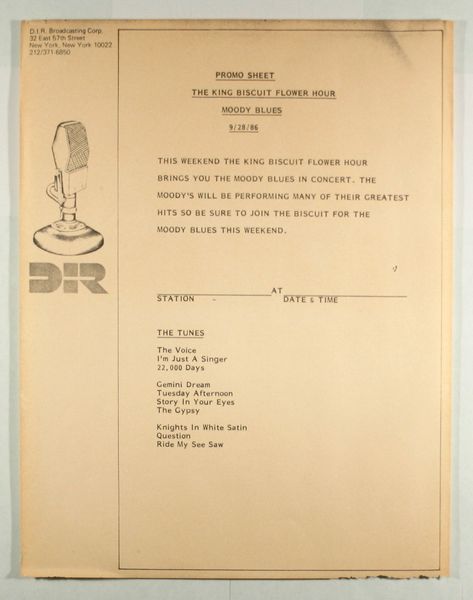 D.I.R. Broadcasting Corp.
32 East 57th Street
New York, New York 10022
212/371-6850
PROMO SHEET
THE KING BISCUIT FLOWER HOUR
MOODY BLUES
9/28/86
THIS WEEKEND THE KING BISCUIT FLOWER HOUR
BRINGS YOU THE MOODY BLUES IN CONCERT. THE
MOODY'S WILL BE PERFORMING MANY OF THEIR GREATEST
HITS SO BE SURE TO JOIN THE BISCUIT FOR THE
MOODY BLUES THIS WEEKEND.
DIR
AT
STATION DATE & TIME
THE TUNES
The Voice
I'm Just A Singer
22,000 Days
Gemini Dream
Tuesday Afternoon
Story In Your Eyes
The Gypsy
Knights In White Satin
Question
Ride My See Saw